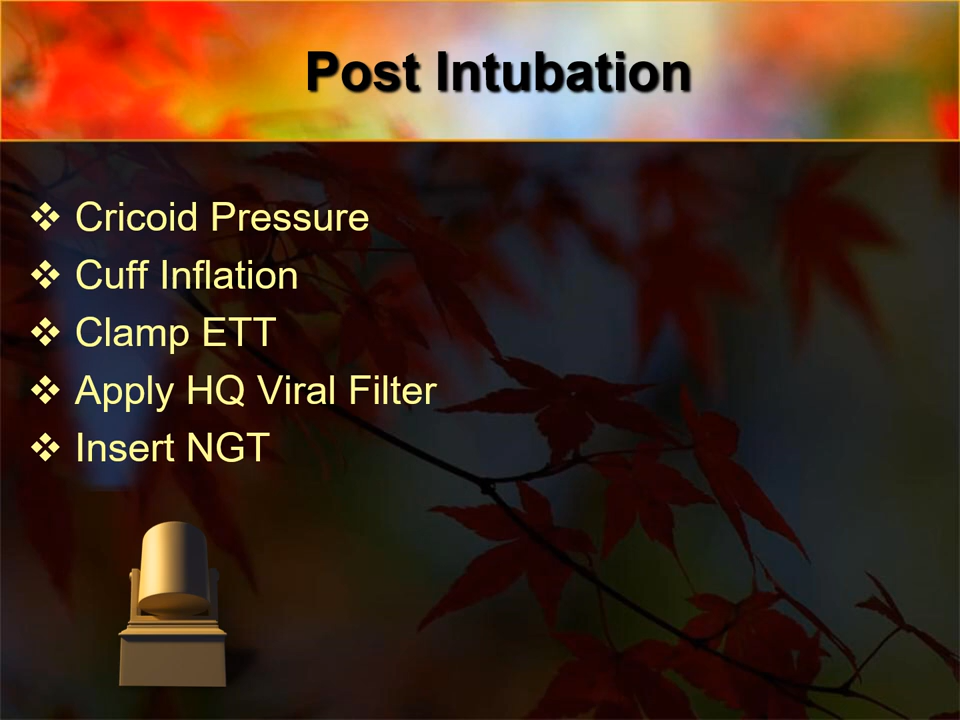 Post Intubation
Cricoid Pressure
Cuff Inflation
Clamp ETT
Apply HQ Viral Filter
Insert NGT